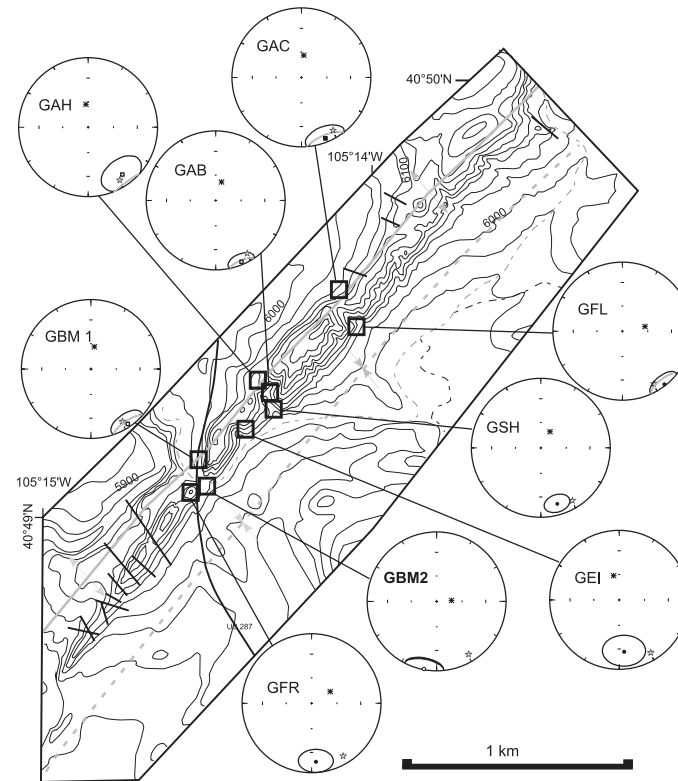 GAC
40°50'N
GAH
105°14'W
GAB
6100
6000
6000
GFL
GBM 1
GSH
105°15'W
5900
40°49'N
GBM2
GEI
US 287
GFR
1 km